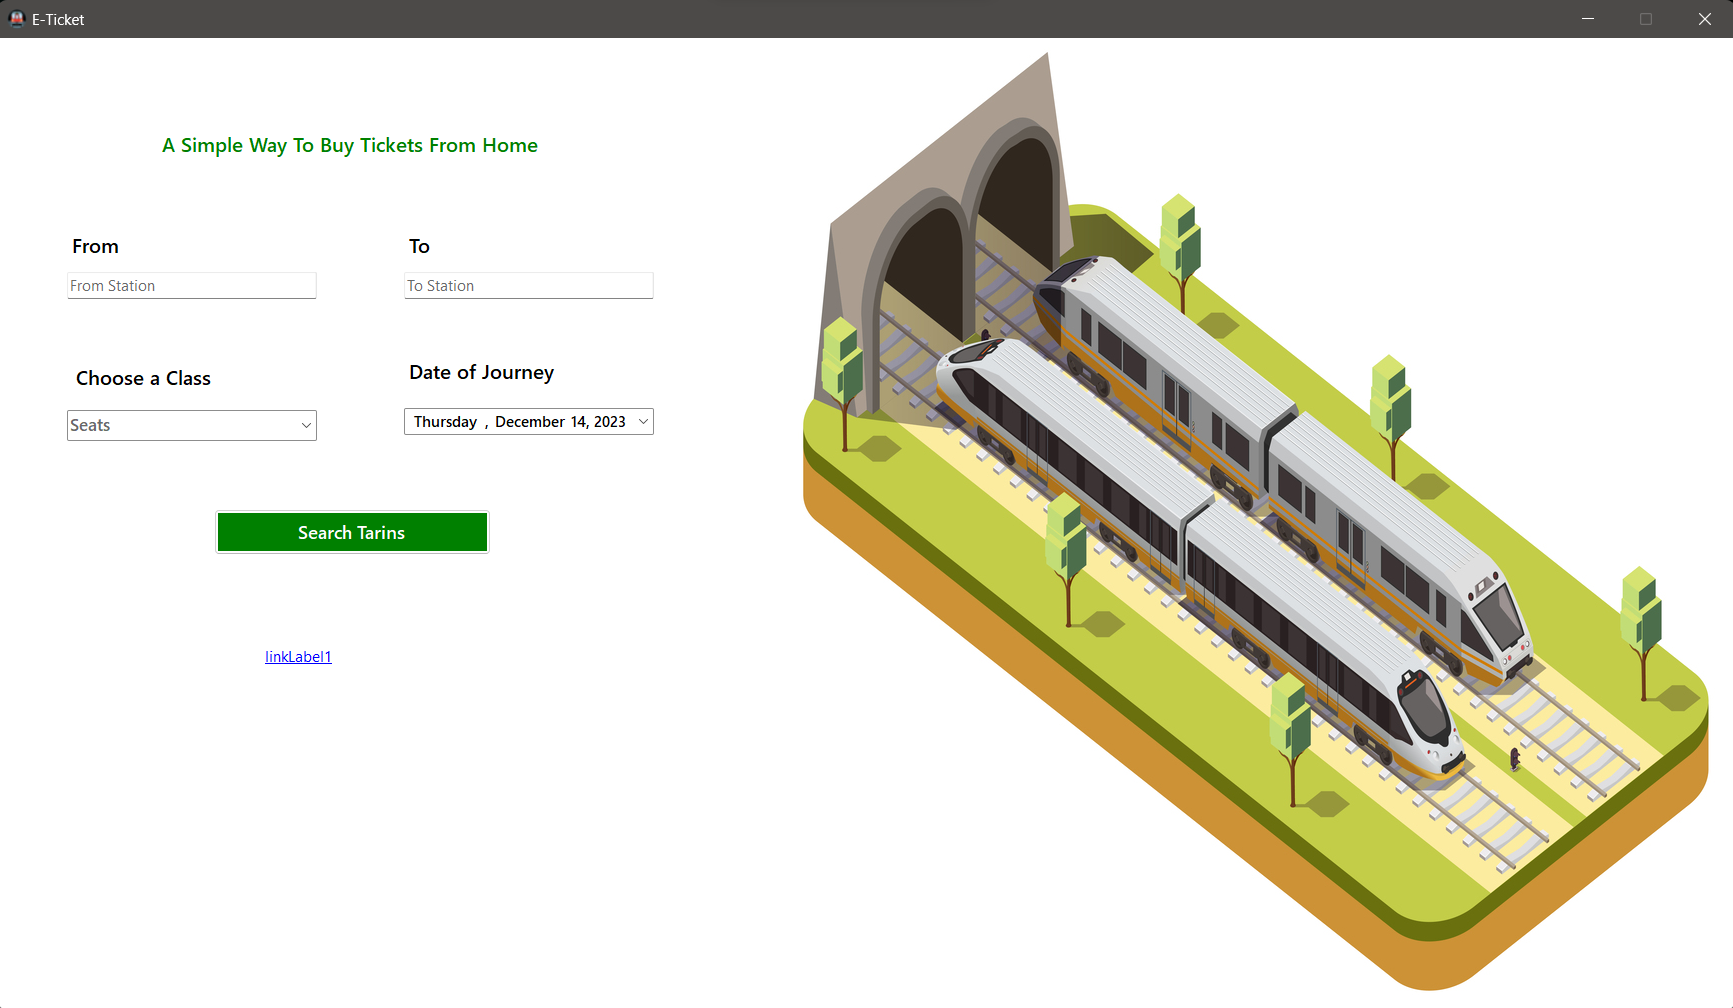 E-Ticket
A Simple Way To Buy Tickets From Home
From
To
From Station
To Station
Choose a Class
Date of Journey
Seats
Thursday , December 14, 2023
Search Tarins
linkLabel1